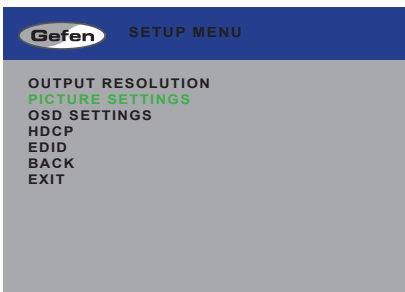 Gefen
SETUP MENU
OUTPUT RESOLUTION
PICTURE SETTINGS
OSD SETTINGS
HDCP
EDID
BACK
EXIT